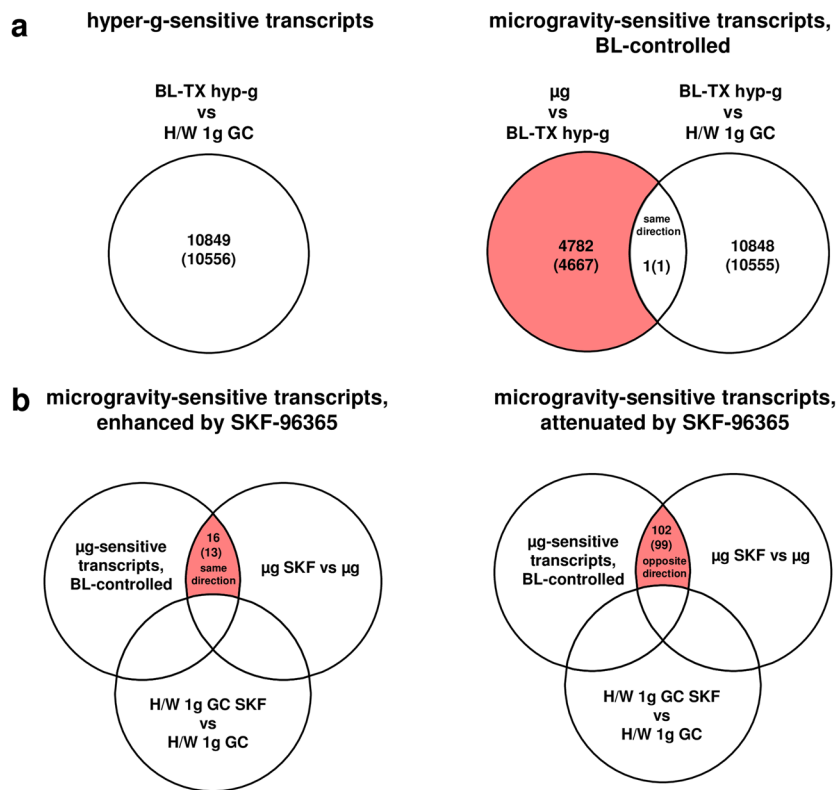 a
hyper-g-sensitive transcripts
BL-TX hyp-g
vs
H/W 1g GC
10849
(10556)
microgravity-sensitive transcripts,
BL-controlled
µg
vs
BL-TX hyp-g
BL-TX hyp-g
vs
H/W 1g GC
4782
(4667)
same
direction
1(1)
10848
(10555)
b
microgravity-sensitive transcripts,
enhanced by SKF-96365
µg-sensitive
transcripts,
BL-controlled
16
(13)
same
direction
µg SKF vs µg
H/W 1g GC SKF
vs
H/W 1g GC
microgravity-sensitive transcripts,
attenuated by SKF-96365
µg-sensitive
transcripts,
BL-controlled
102
(99)
opposite
direction
µg SKF vs µg
H/W 1g GC SKF
vs
H/W 1g GC